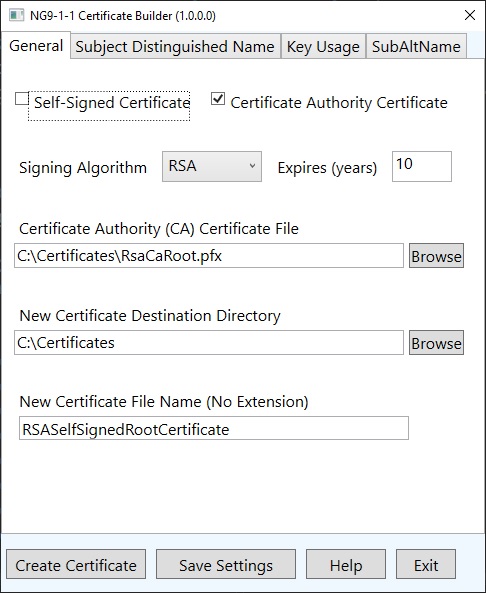 NG9-1-1 Certificate Builder (1.0.0.0)
General Subject Distinguished Name Key Usage SubAltName
Self-Signed Certificate Certificate Authority Certificate
Signing Algorithm RSA Expires (years) 10
Certificate Authority (CA) Certificate File
C:\Certificates\RsaCaRoot.pfx Browse
New Certificate Destination Directory
C:\Certificates Browse
New Certificate File Name (No Extension)
RSASelfSignedRootCertificate
Create Certificate Save Settings Help Exit